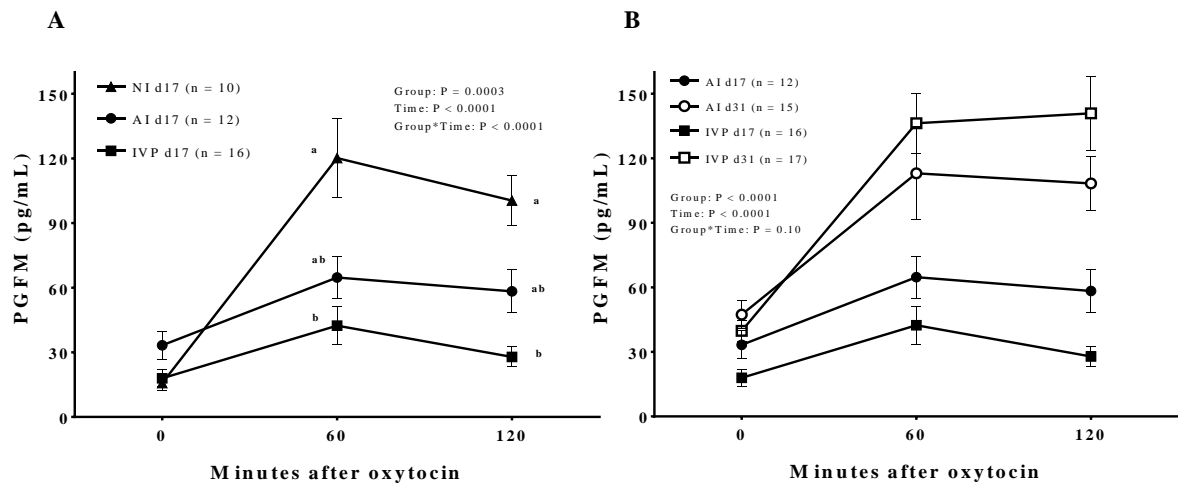 A
NI d17 (n = 10)
AI d17 (n = 12)
IVP d17 (n = 16)
Group: P = 0.0003
Time: P < 0.0001
Group*Time: P < 0.0001
PGFM (pg/mL)
150
120
90
60
30
0
a
a
ab
ab
b
b
0 60 120
Minutes after oxytocin
B
AI d17 (n = 12)
AI d31 (n = 15)
IVP d17 (n = 16)
IVP d31 (n = 17)
Group: P < 0.0001
Time: P < 0.0001
Group*Time: P = 0.10
PGFM (pg/mL)
150
120
90
60
30
0
0 60 120
Minutes after oxytocin